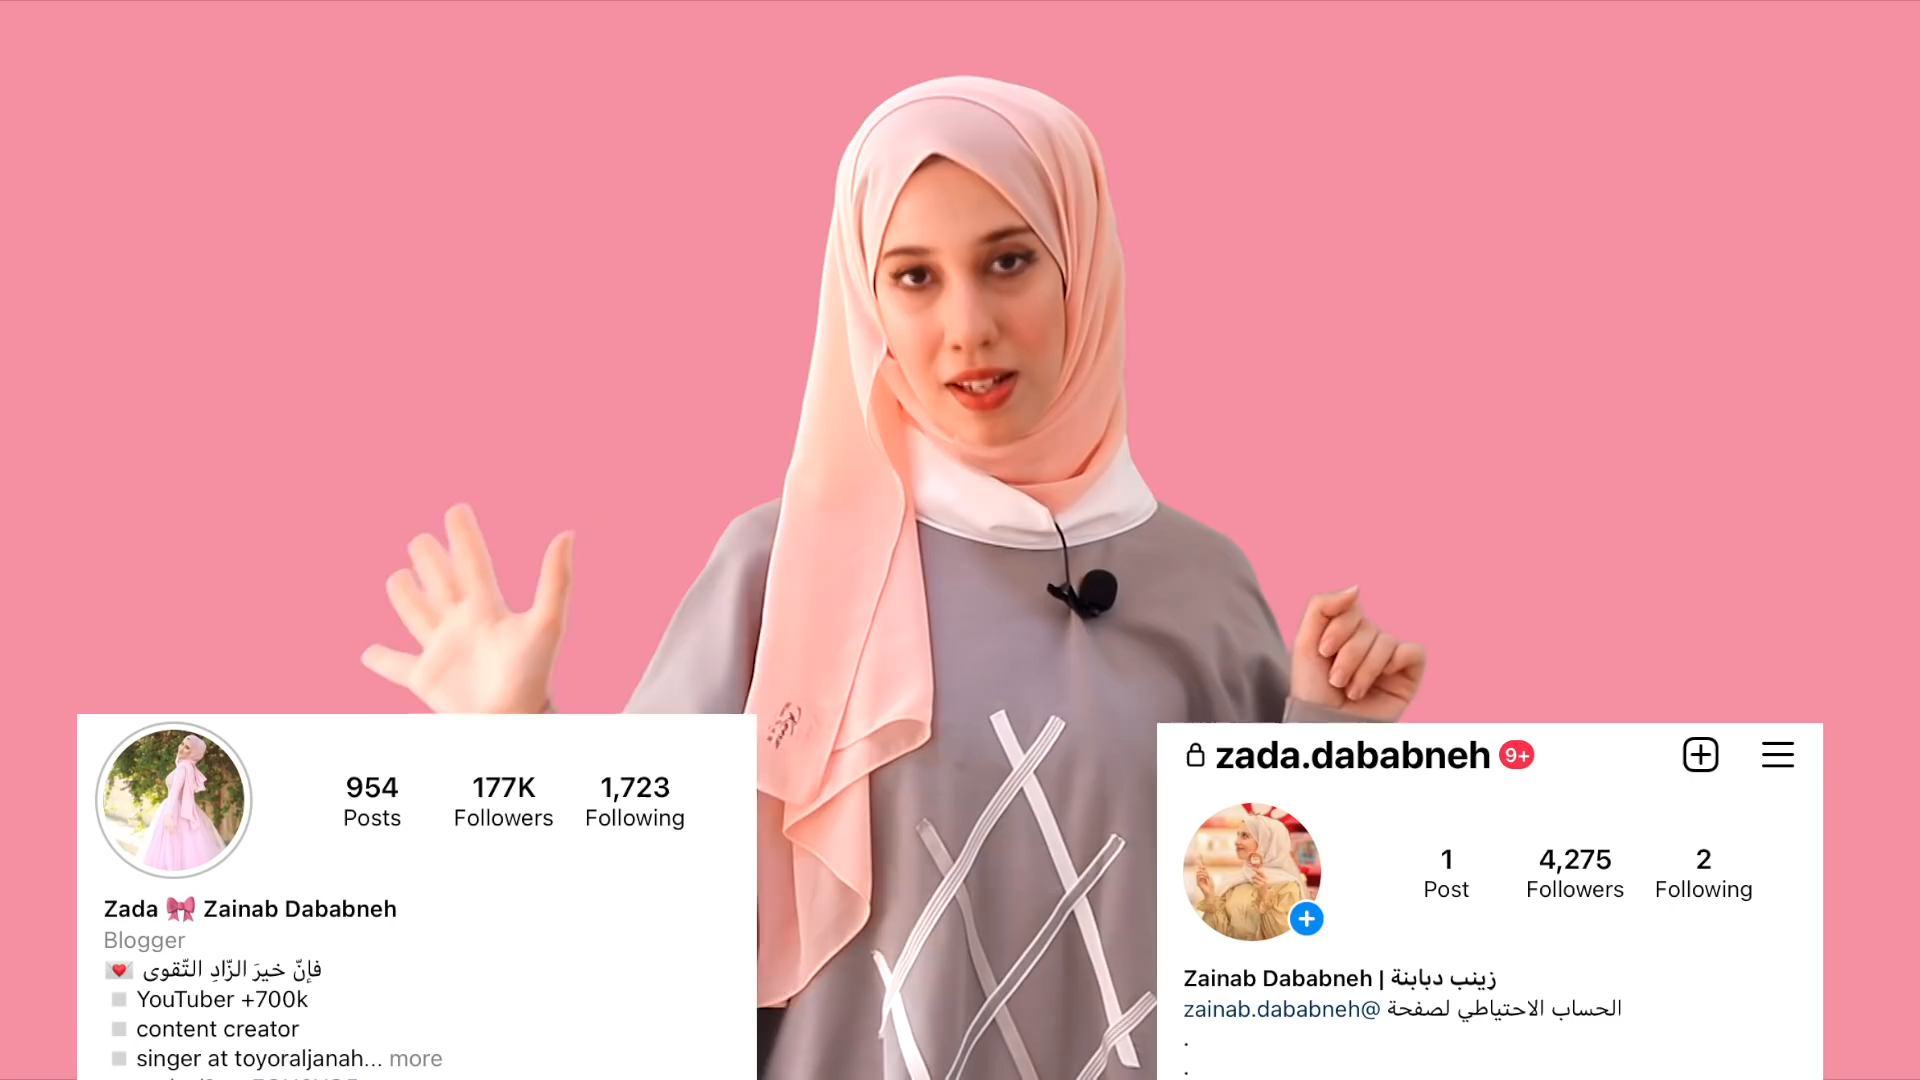 954 177K 1,723
Posts Followers Following
Zada 🎀 Zainab Dababneh
Blogger
💌 فإنّ خيرَ الزّادِ التّقوى
◽ YouTuber +700k
◽ content creator
◽ singer at toyoraljanah... more
zada.dababneh 9+
1 4,275 2
Post Followers Following
Zainab Dababneh | زينب دبابنة
الحساب الاحتياطي لصفحة @zainab.dababneh
.
.